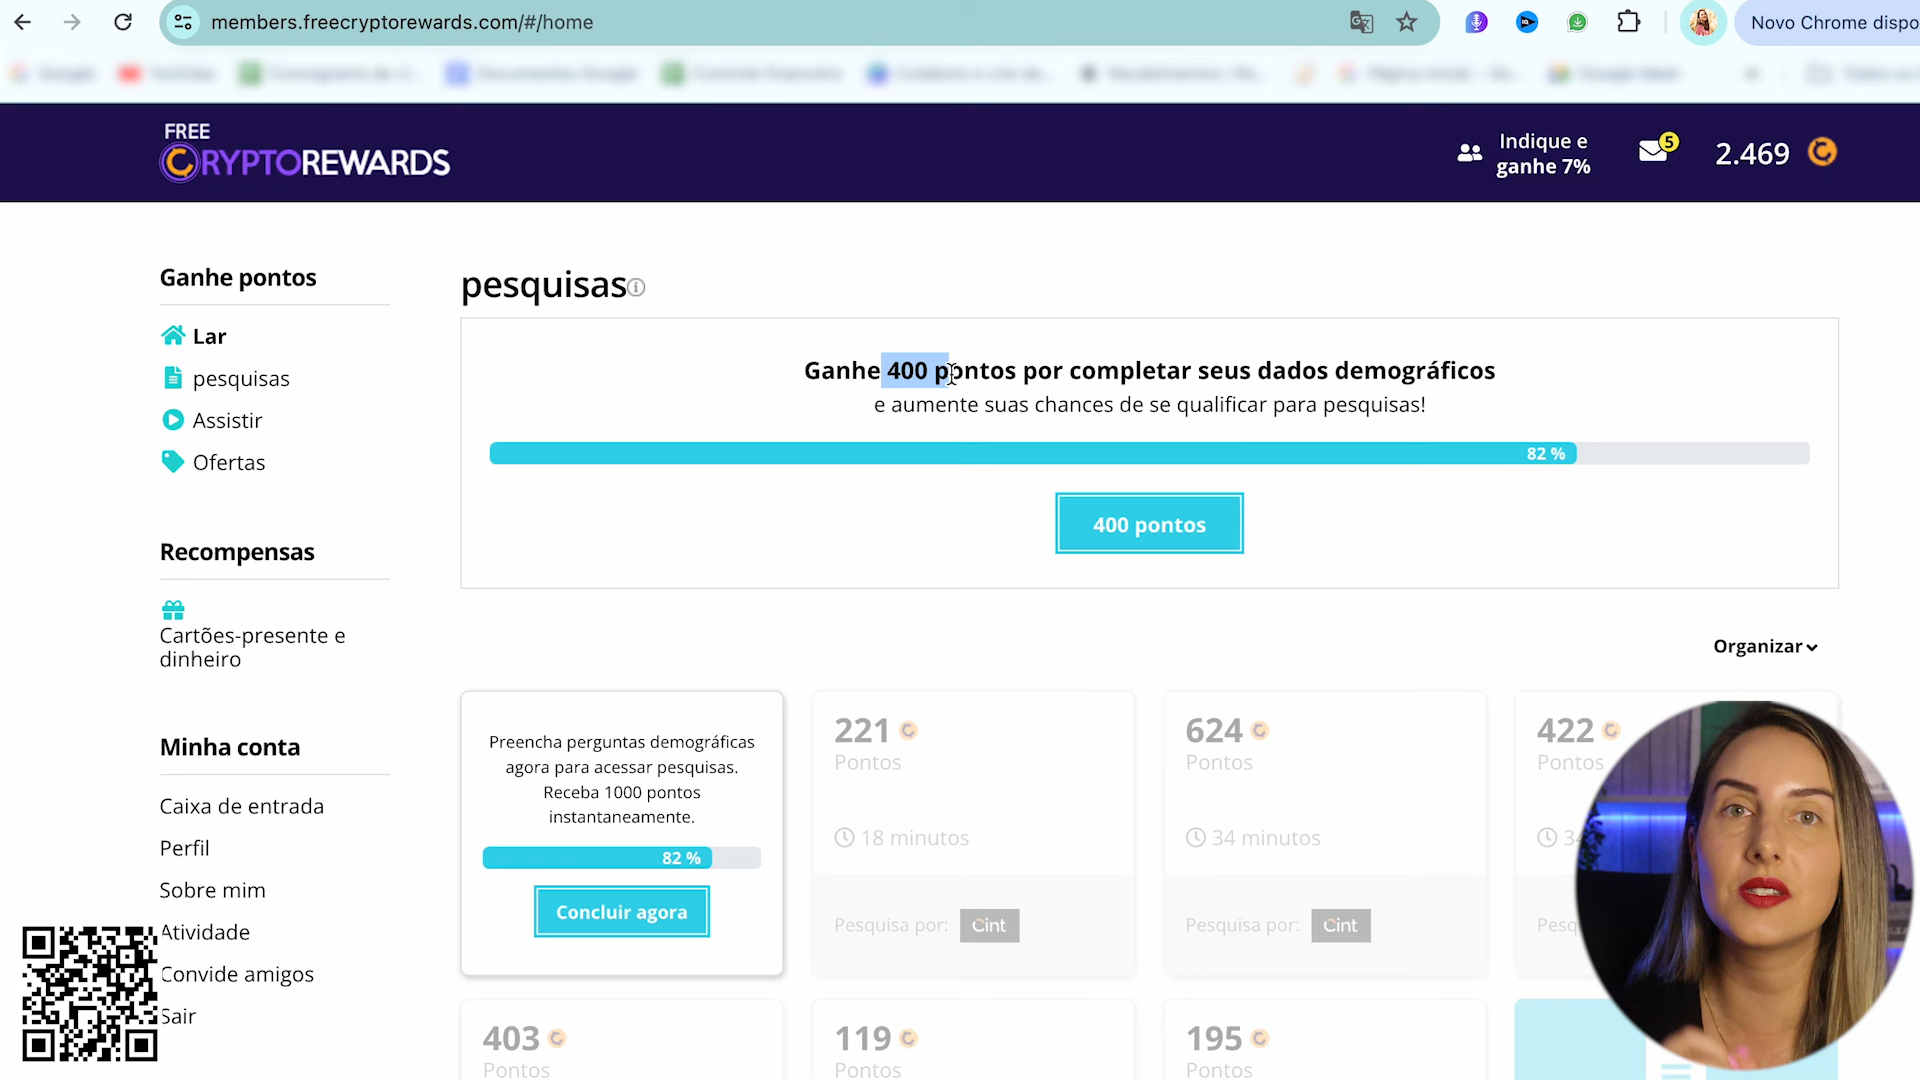 members.freecryptorewards.com/#/home
Novo Chrome dispo
FREE
CRYPTOREWARDS
Indique e
ganhe 7%
5
2.469
Ganhe pontos
Lar
pesquisas
Assistir
Ofertas
Recompensas
Cartões-presente e
dinheiro
Minha conta
Caixa de entrada
Perfil
Sobre mim
Atividade
Convide amigos
Sair
pesquisas
Ganhe 400 pontos por completar seus dados demográficos
e aumente suas chances de se qualificar para pesquisas!
82 %
400 pontos
Organizar
Preencha perguntas demográficas
agora para acessar pesquisas.
Receba 1000 pontos
instantaneamente.
82 %
Concluir agora
221
Pontos
18 minutos
Pesquisa por: Cint
624
Pontos
34 minutos
Pesquisa por: Cint
422
Pontos
34
Pesq
403
Pontos
119
Pontos
195
Pontos